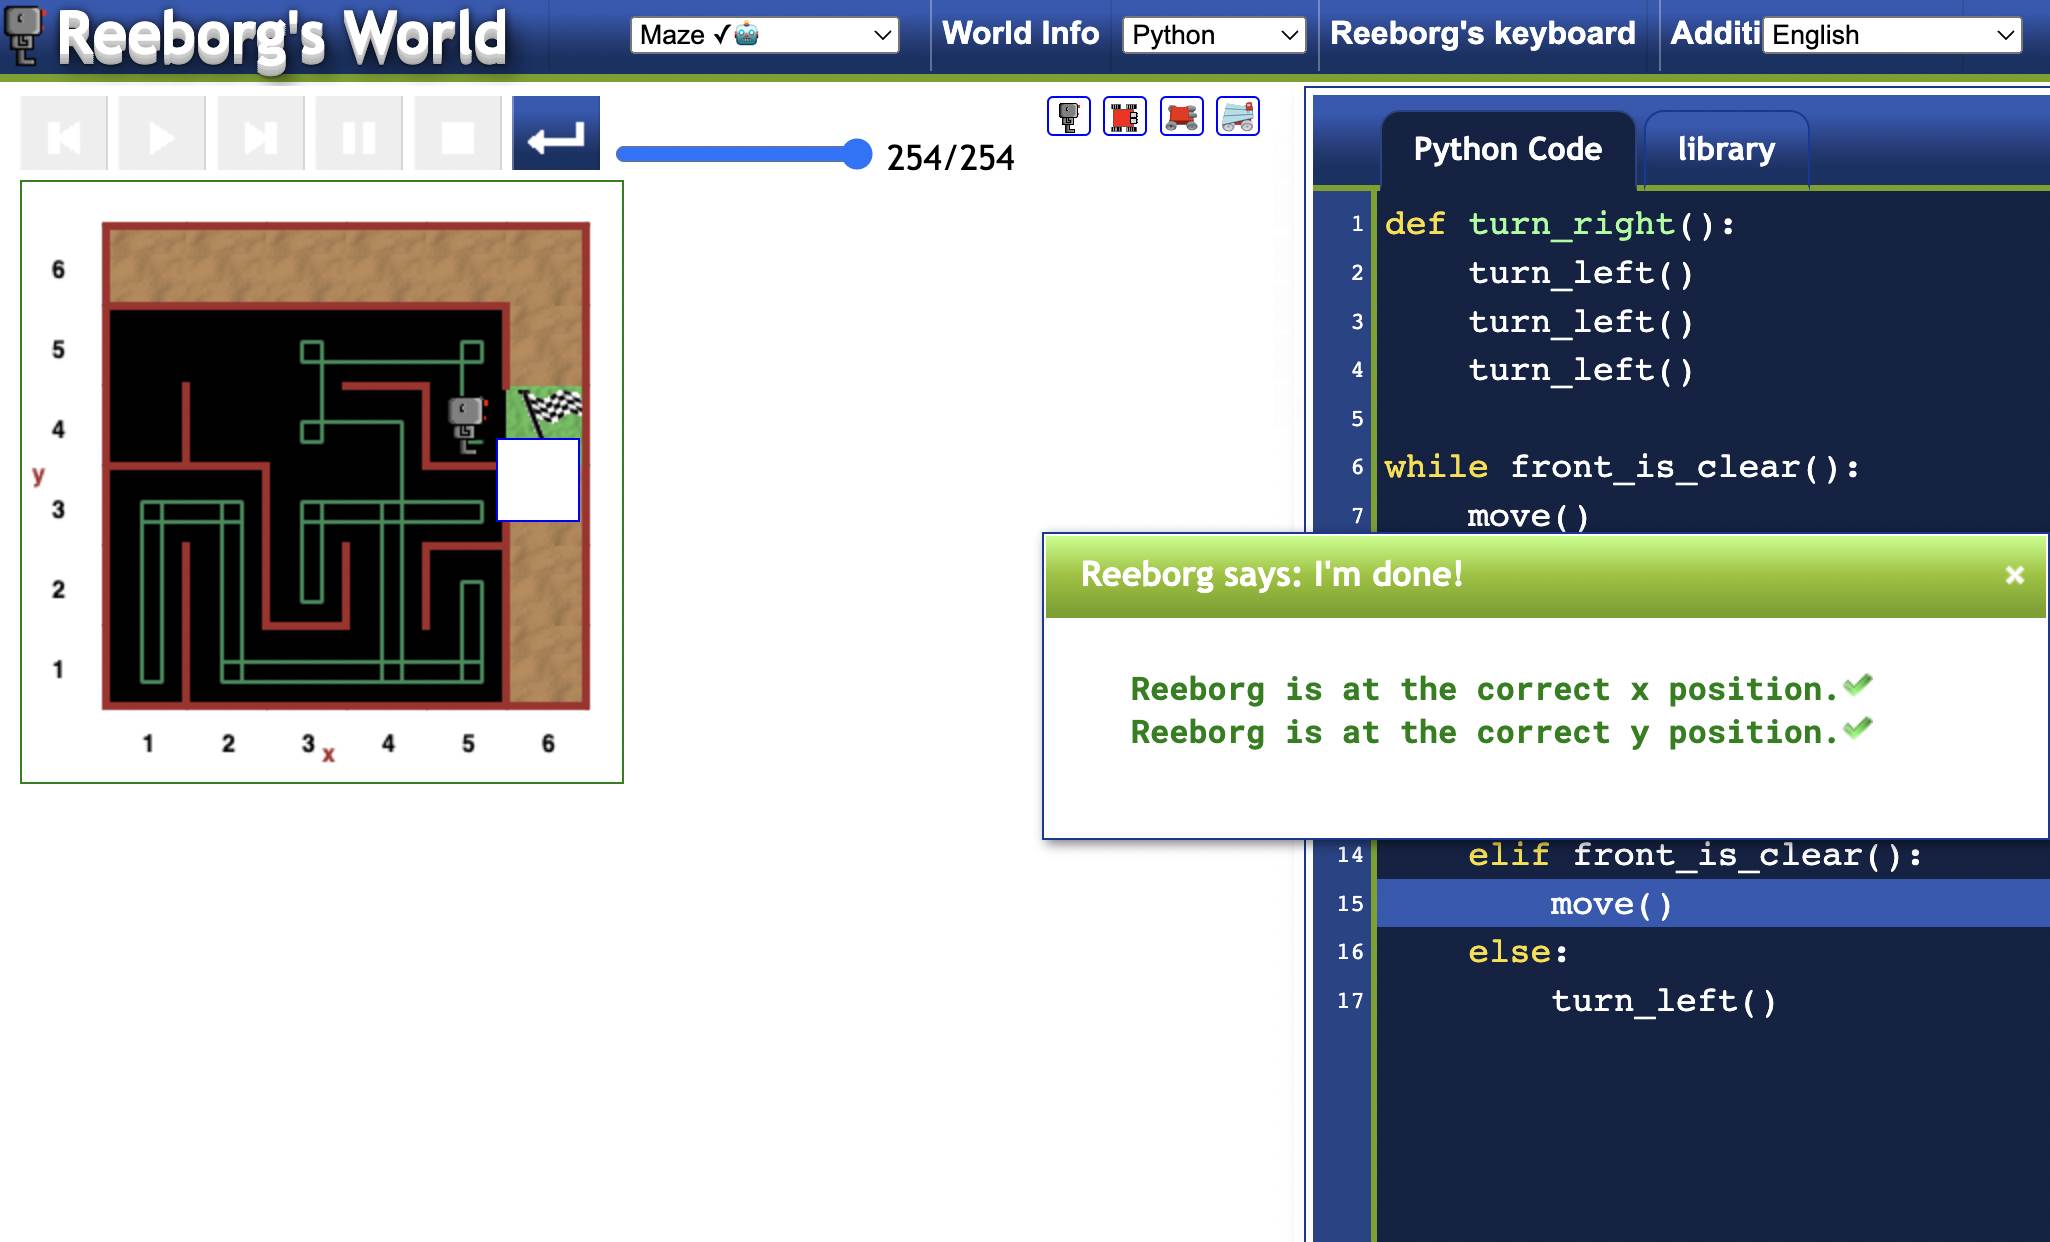 Reeborg's World
Maze ✓🤖
World Info
Python
Reeborg's keyboard
Additi
English
254/254
Python Code
library
6
5
4
y
3
2
1
1 2 3 x 4 5 6
1 def turn_right():
2 turn_left()
3 turn_left()
4 turn_left()
5
6 while front_is_clear():
7 move()
Reeborg says: I'm done!
×
Reeborg is at the correct x position.
Reeborg is at the correct y position.
14 elif front_is_clear():
15 move()
16 else:
17 turn_left()